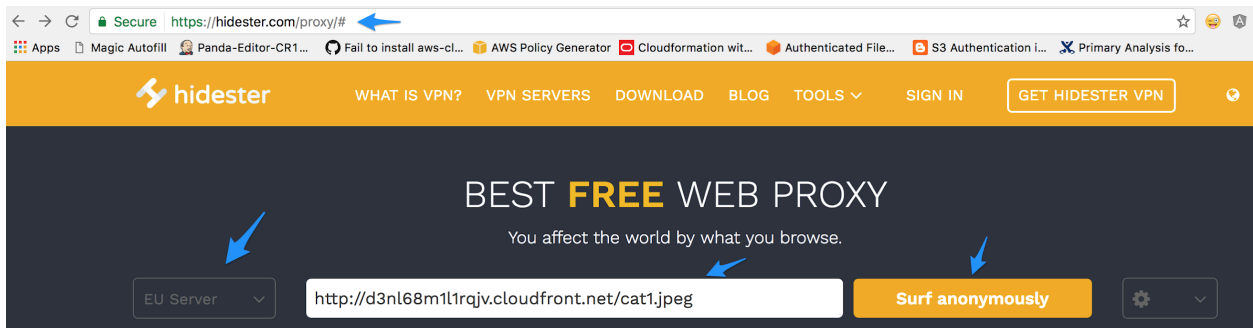 Secure https://hidester.com/proxy/#
Apps Magic Autofill Panda-Editor-CR1... Fail to install aws-cl... AWS Policy Generator Cloudformation wit... Authenticated File... S3 Authentication i... Primary Analysis fo...
hidester WHAT IS VPN? VPN SERVERS DOWNLOAD BLOG TOOLS SIGN IN GET HIDESTER VPN
BEST FREE WEB PROXY
You affect the world by what you browse.
EU Server http://d3nl68m1l1rqjv.cloudfront.net/cat1.jpeg Surf anonymously